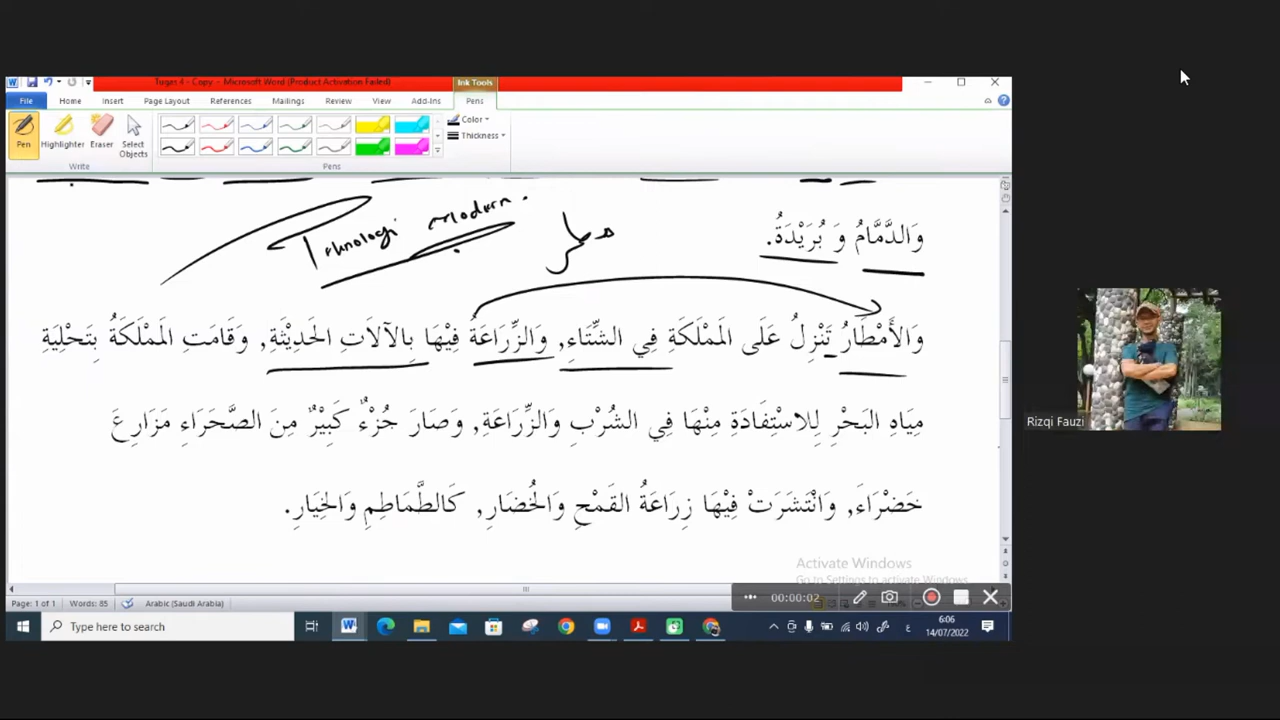 Tugas 4 - Copy - Microsoft Word (Product Activation Failed)
Ink Tools
File
Home
Insert
Page Layout
References
Mailings
Review
View
Add-Ins
Pens
Pen
Highlighter
Eraser
Select
Objects
Color
Thickness
Write
Pens
Teknologi modern.
وَالدَّمَّامُ وَ بُرَيْدَةُ.
وَالأَمْطَارُ تَنْزِلُ عَلَى المَمْلَكَةِ فِي الشِّتَاءِ, وَالزِّرَاعَةُ فِيْهَا بِالآلَاتِ الحَدِيْثَةِ, وَقَامَتِ المَمْلَكَةُ بِتَحْلِيَةِ
مِيَاهِ البَحْرِ لِلاسْتِفَادَةِ مِنْهَا فِي الشُرْبِ وَالزِّرَاعَةِ, وَصَارَ جُزْءٌ كَبِيْرٌ مِنَ الصَّحَرَاءِ مَزَارِعَ
خَضْرَاءَ, وَانْتَشَرَتْ فِيْهَا زِرَاعَةُ القَمْحِ وَالخُضَارِ, كَالطَّمَاطِمِ وَالخِيَارِ.
Rizqi Fauzi
Activate Windows
Go to Settings to activate Windows.
00:00:02
Page: 1 of 1
Words: 85
Arabic (Saudi Arabia)
Type here to search
ع
6:06
14/07/2022